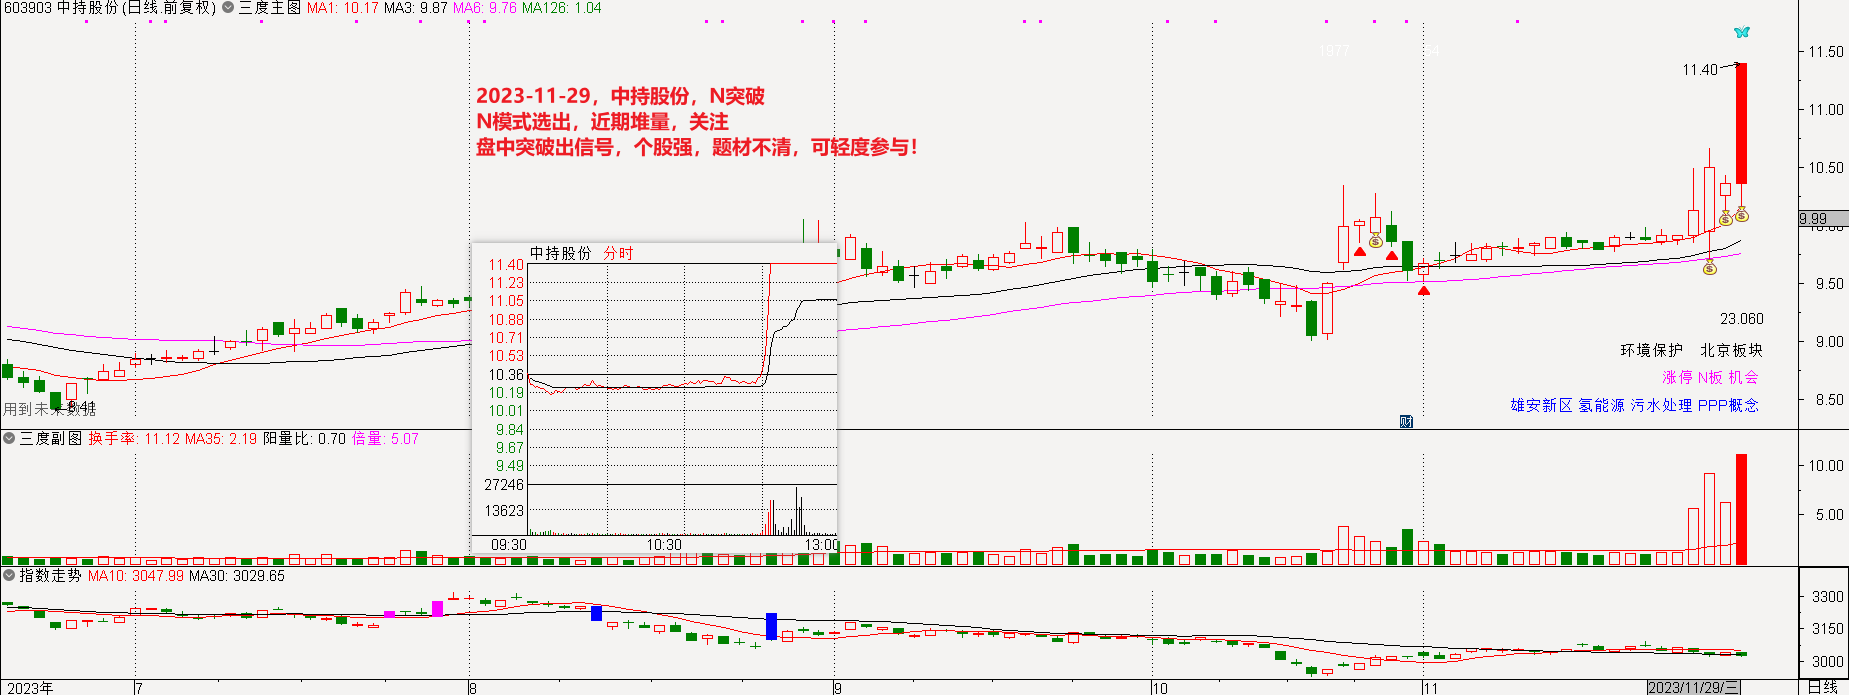 603903 中持股份(日线.前复权) 三度主图 MA1: 10.17 MA3: 9.87 MA6: 9.76 MA126: 1.04
11.50
1977
54
11.40
2023-11-29，中持股份，N突破
11.00
N模式选出，近期堆量，关注
盘中突破出信号，个股强，题材不清，可轻度参与！
10.50
9.99
中持股份 分时
11.40
11.23
11.05
10.88
10.71
10.53
10.36
10.19
10.01
9.84
9.67
9.49
27246
13623
09:30
10:30
13:00
9.50
23.060
9.00
环境保护 北京板块
涨停 N板 机会
8.50
雄安新区 氢能源 污水处理 PPP概念
用到未来数据
8.41
财
三度副图 换手率: 11.12 MA35: 2.19 阳量比: 0.70 倍量: 5.07
10.00
5.00
指数走势 MA10: 3047.99 MA30: 3029.65
3300
3150
3000
2023年
7
8
9
10
11
2023/11/29/三
日线